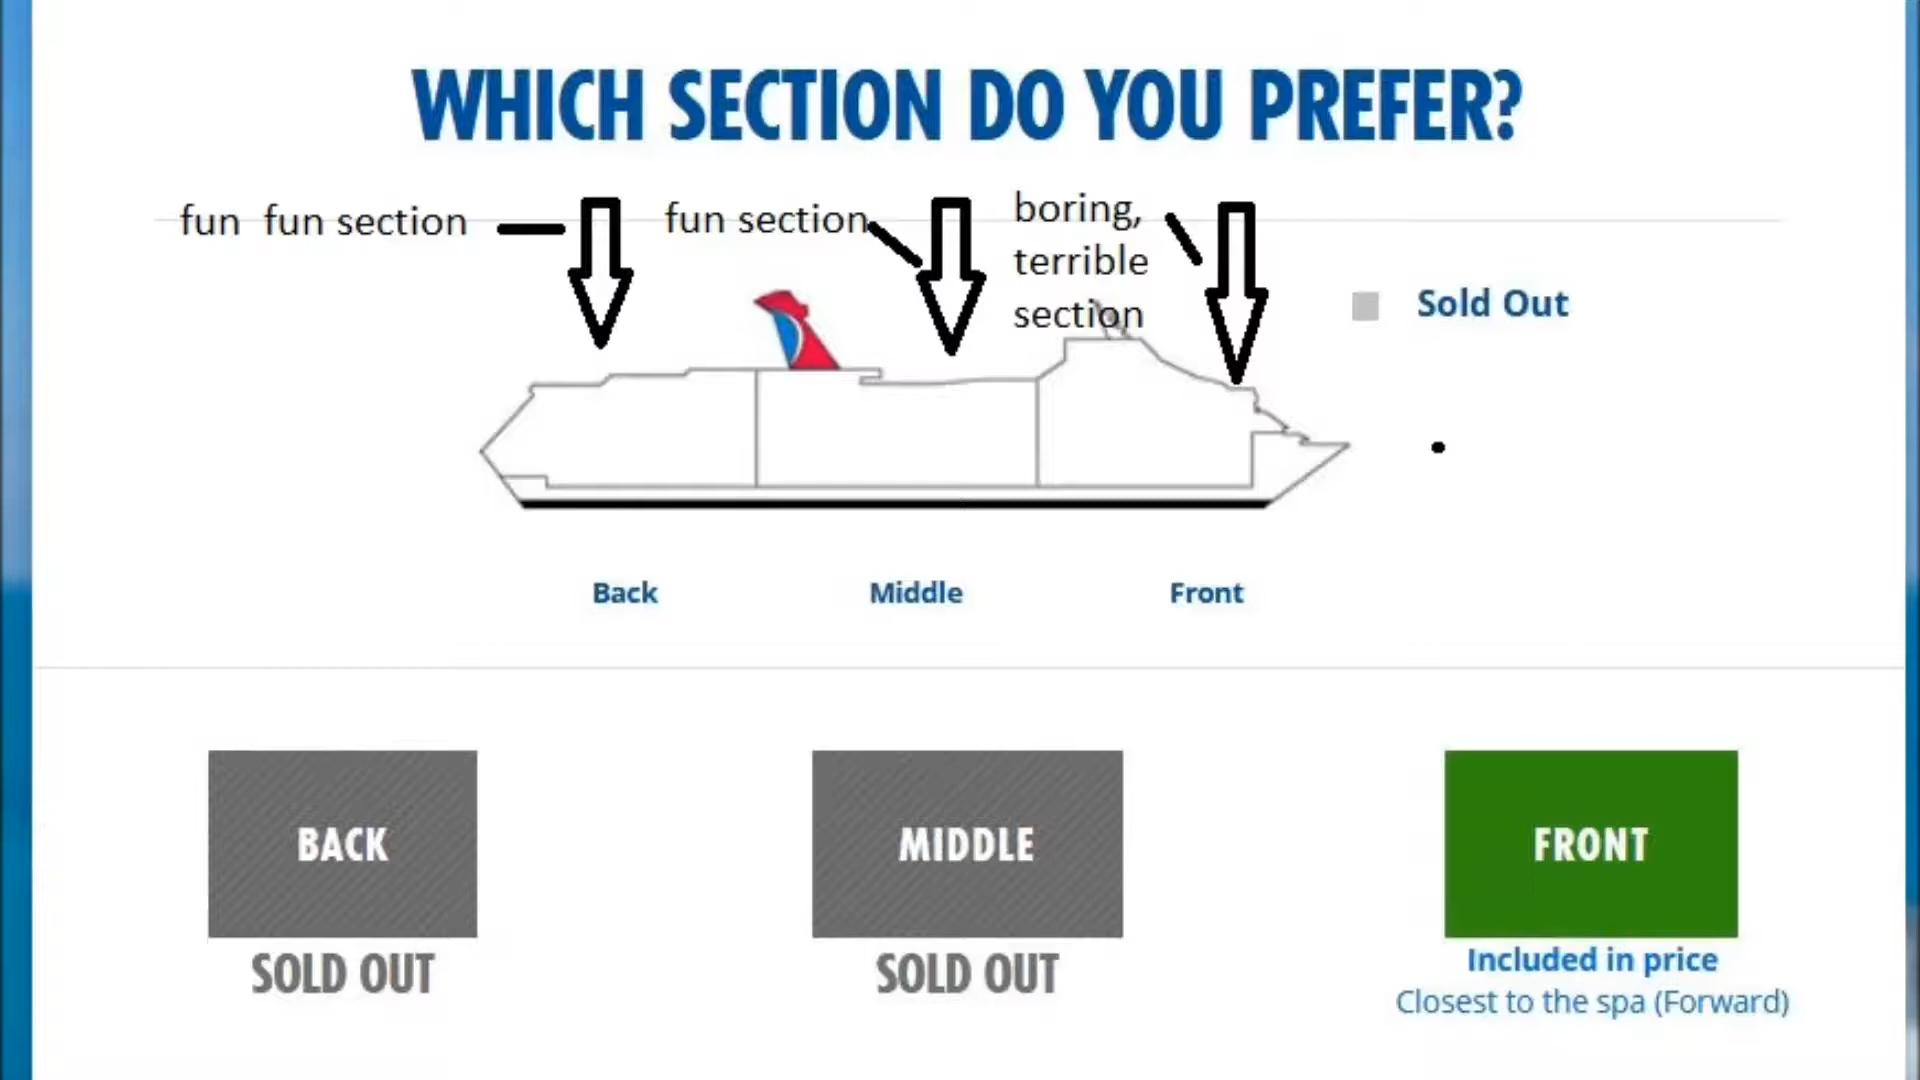 WHICH SECTION DO YOU PREFER?
fun fun section
fun section
boring,
terrible
section
Sold Out
Back
Middle
Front
BACK
SOLD OUT
MIDDLE
SOLD OUT
FRONT
Included in price
Closest to the spa (Forward)